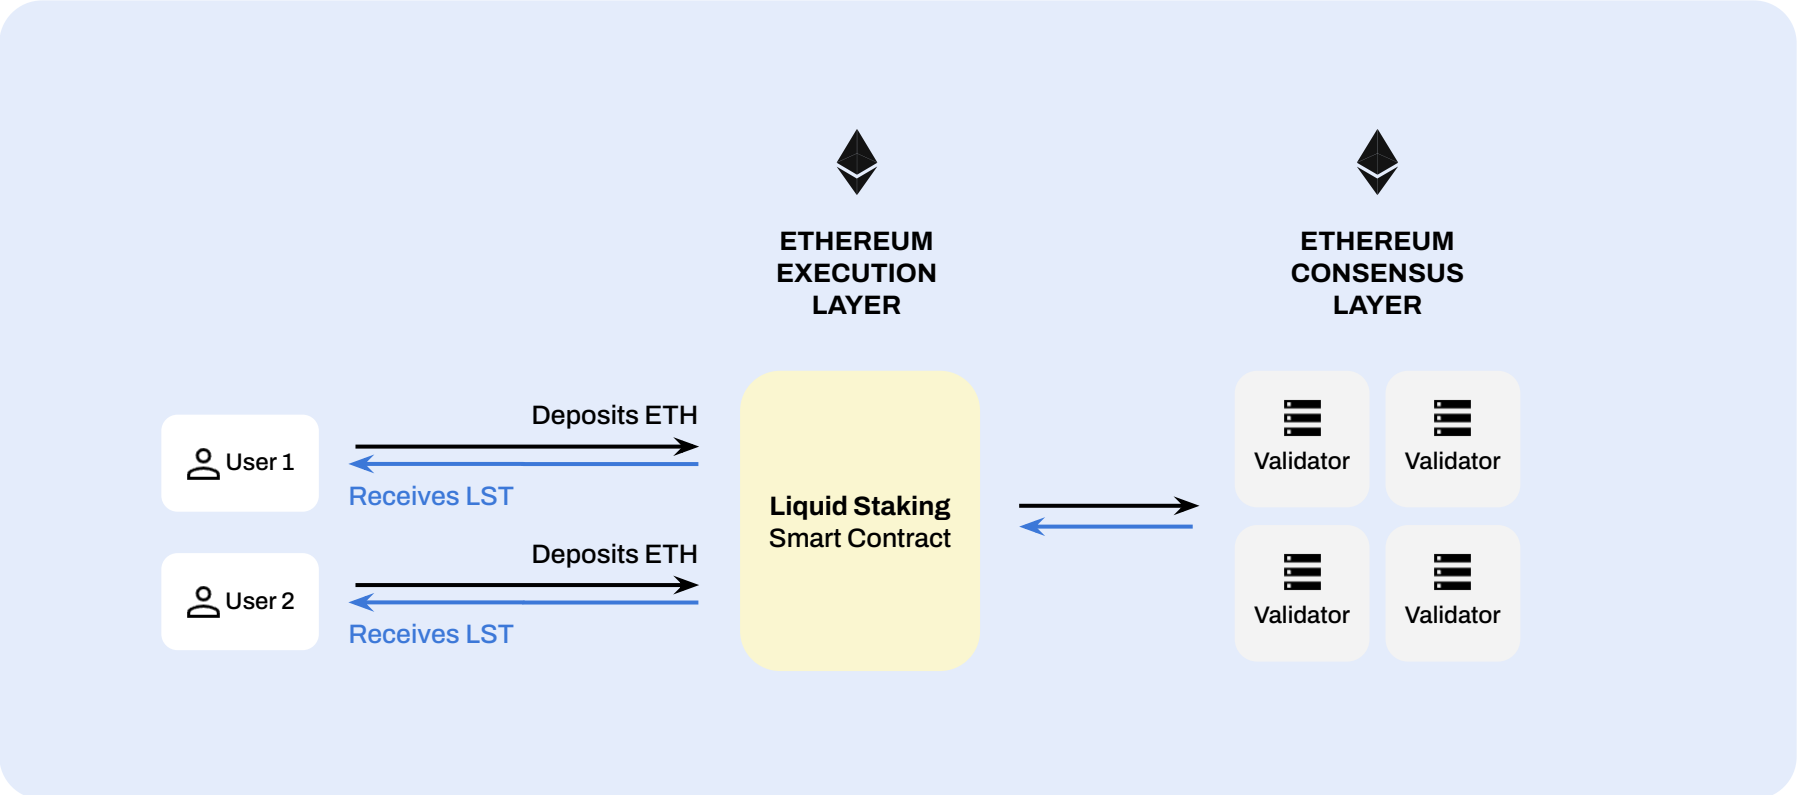 ETHEREUM
EXECUTION
LAYER
ETHEREUM
CONSENSUS
LAYER
User 1
Deposits ETH
Receives LST
User 2
Deposits ETH
Receives LST
Liquid Staking
Smart Contract
Validator
Validator
Validator
Validator